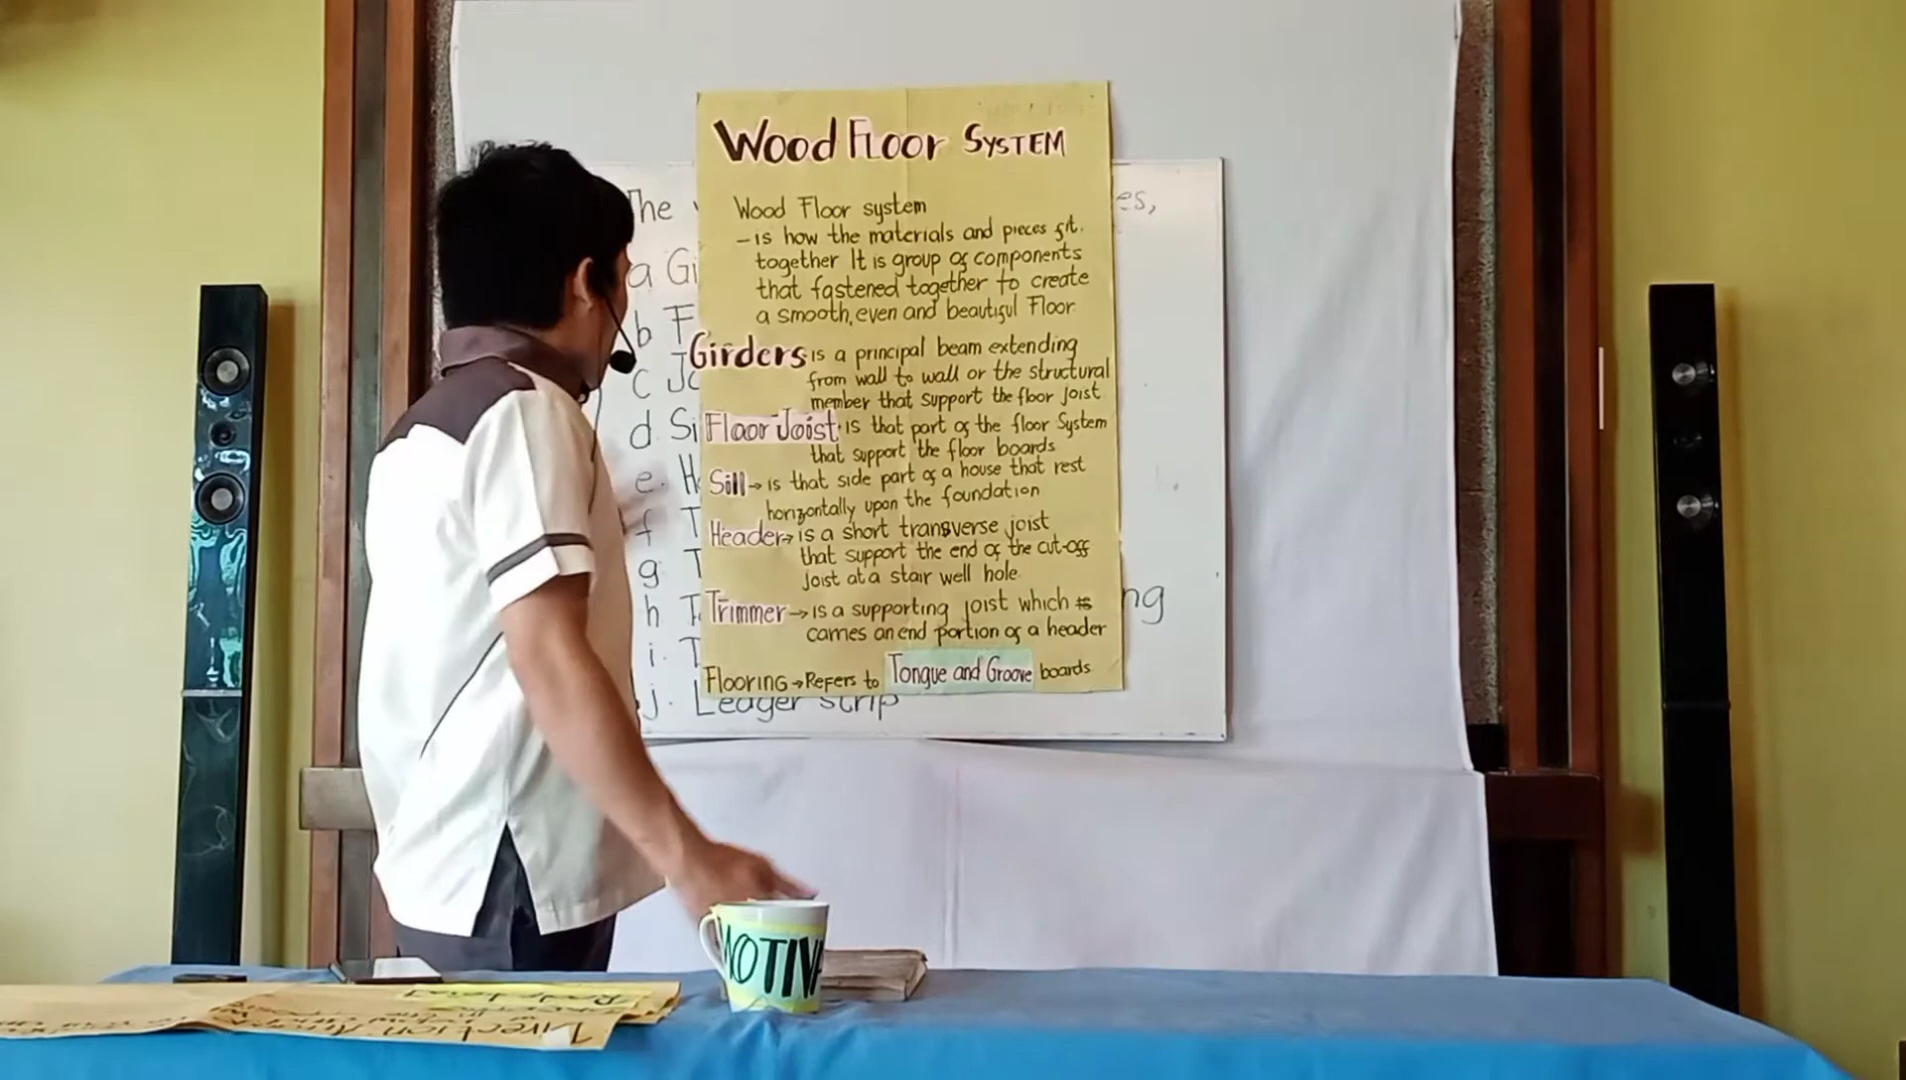 Wood Floor System
Wood Floor system
- is how the materials and pieces fit
together It is group of components
that fastened together to create
a smooth, even and beautiful Floor
Girders is a principal beam extending
from wall to wall or the structural
member that support the floor joist
Floor Joist is that part of the floor System
that support the floor boards
Sill → is that side part of a house that rest
horizontally upon the foundation
Header → is a short transverse joist
that support the end of the cut-off
joist at a stair well hole.
Trimmer → is a supporting joist which
carries an end portion of a header
Flooring → Refers to Tongue and Groove boards
The
es,
a Gi
b F
c Jo
d Si
e. H
f T
g T
h T
ng
i. T
j. Ledger strip
MOTIV